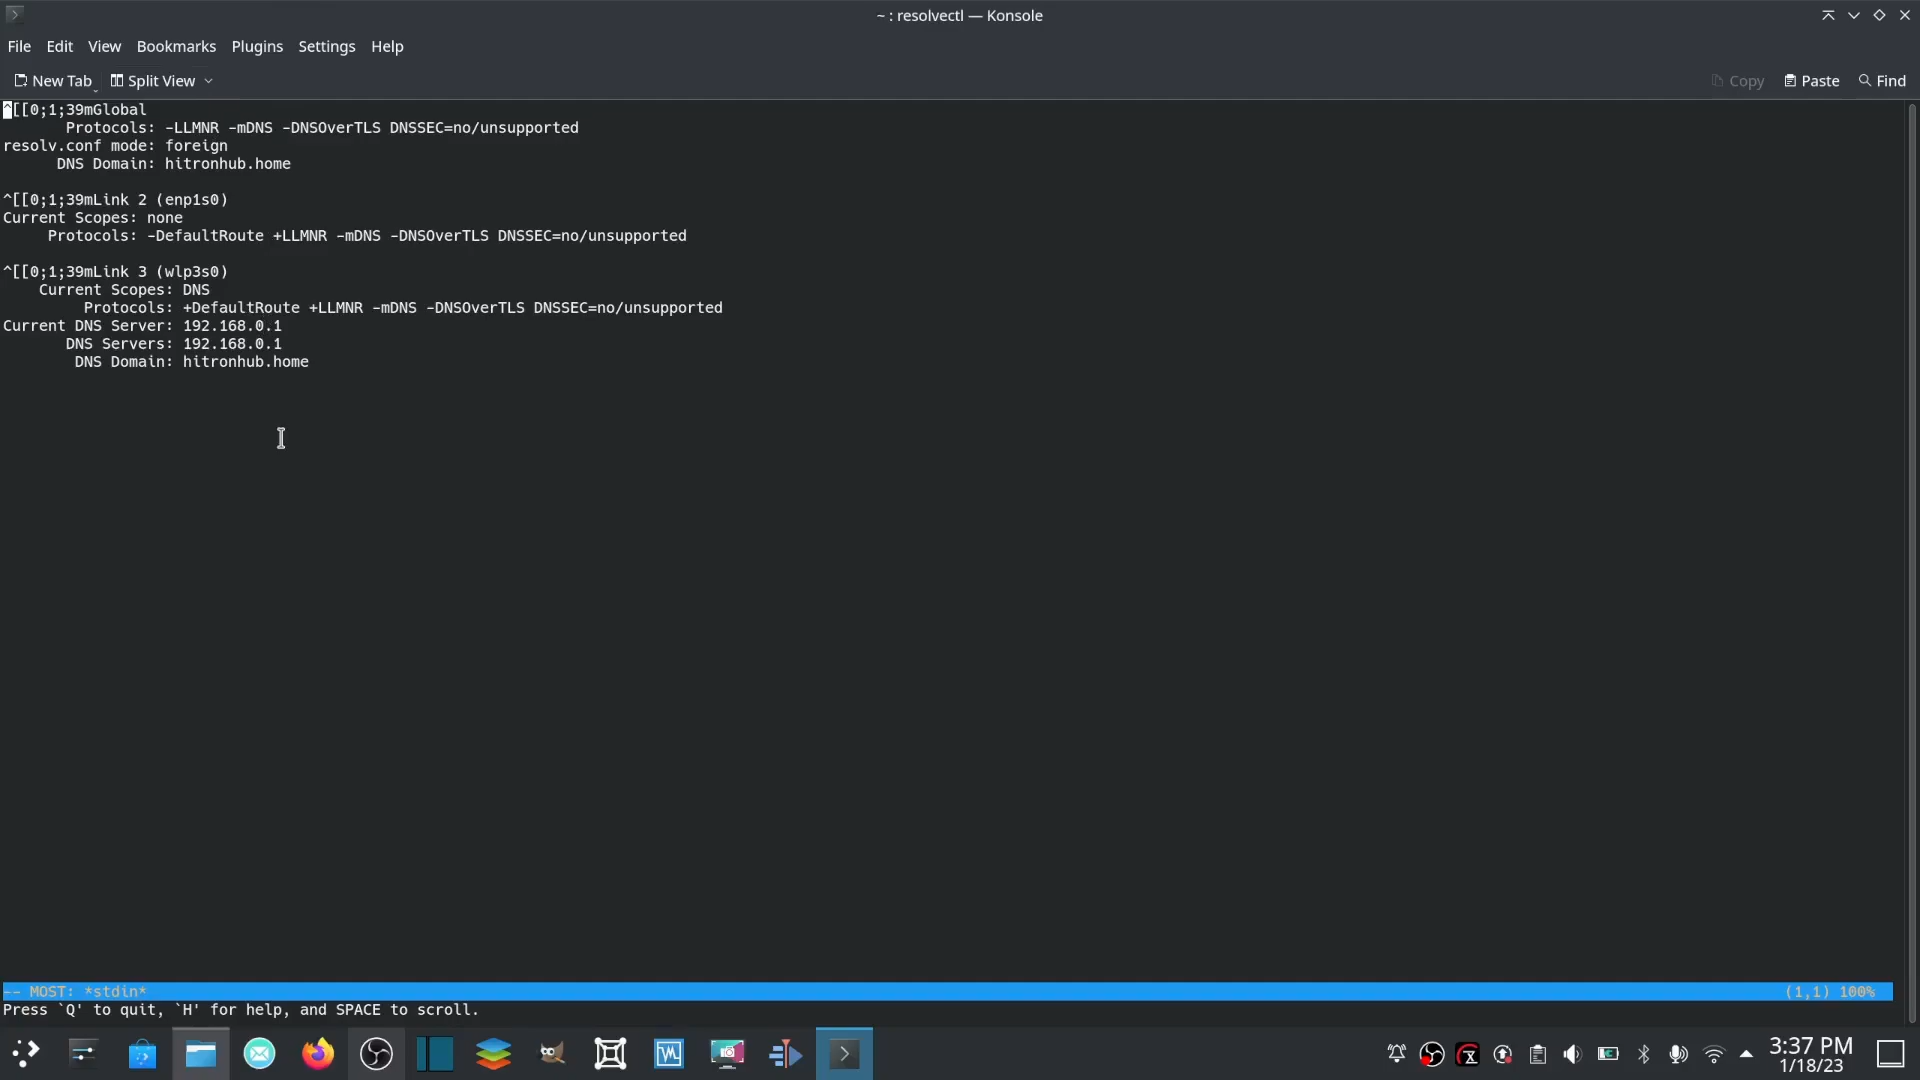 ~ : resolvectl — Konsole
File Edit View Bookmarks Plugins Settings Help
New Tab Split View Copy Paste Find
^[[0;1;39mGlobal
Protocols: -LLMNR -mDNS -DNSOverTLS DNSSEC=no/unsupported
resolv.conf mode: foreign
DNS Domain: hitronhub.home
^[[0;1;39mLink 2 (enp1s0)
Current Scopes: none
Protocols: -DefaultRoute +LLMNR -mDNS -DNSOverTLS DNSSEC=no/unsupported
^[[0;1;39mLink 3 (wlp3s0)
Current Scopes: DNS
Protocols: +DefaultRoute +LLMNR -mDNS -DNSOverTLS DNSSEC=no/unsupported
Current DNS Server: 192.168.0.1
DNS Servers: 192.168.0.1
DNS Domain: hitronhub.home
-- MOST: *stdin* (1,1) 100%
Press `Q' to quit, `H' for help, and SPACE to scroll.
3:37 PM
1/18/23